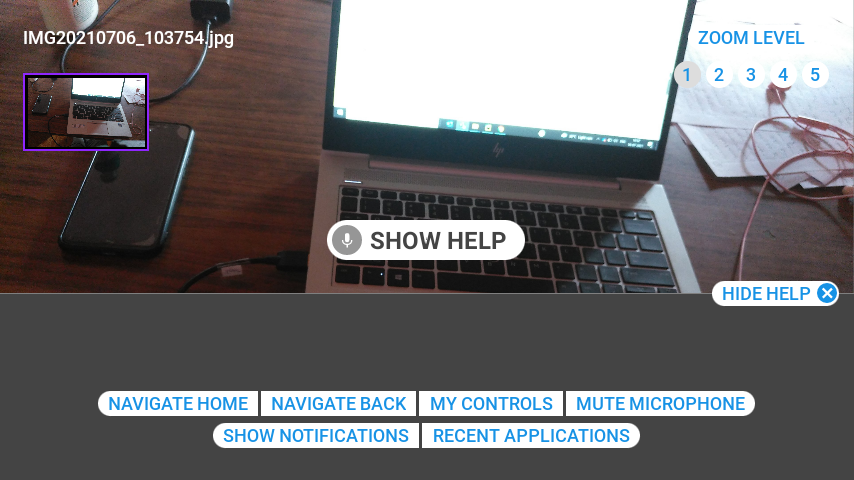 IMG20210706_103754.jpg
ZOOM LEVEL
1 2 3 4 5
SHOW HELP
HIDE HELP
NAVIGATE HOME NAVIGATE BACK MY CONTROLS MUTE MICROPHONE
SHOW NOTIFICATIONS RECENT APPLICATIONS
hp